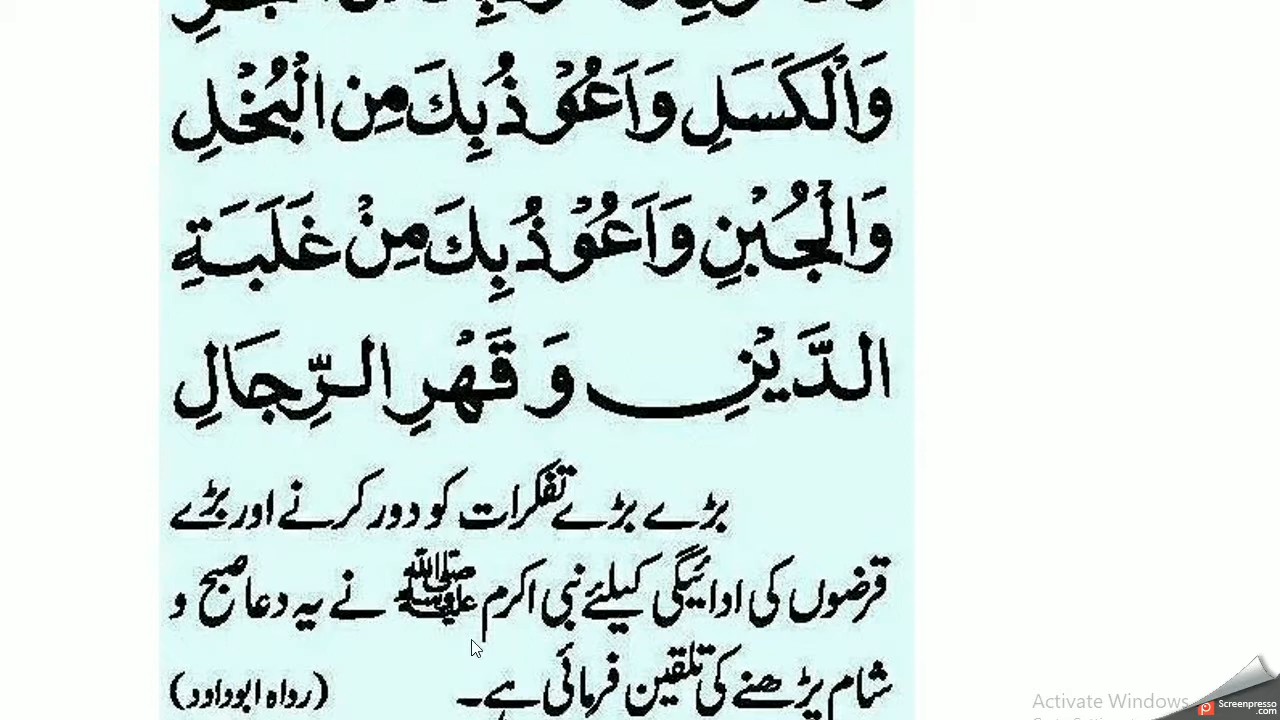 وَالْكَسَلِ وَاَعُوْذُبِكَ مِنَ الْبُخْلِ
وَالْجُبْنِ وَاَعُوْذُبِكَ مِنْ غَلَبَةِ
الدَّيْنِ وَ قَهْرِ الرِّجَالِ
بڑے بڑے تفکرات کو دور کرنے اور بڑے
قرضوں کی ادائیگی کیلئے نبی اکرم ﷺ نے یہ دعا صبح و
شام پڑھنے کی تلقین فرمائی ہے۔ (رواہ ابوداود)
Activate Windows
Screenpresso
.com